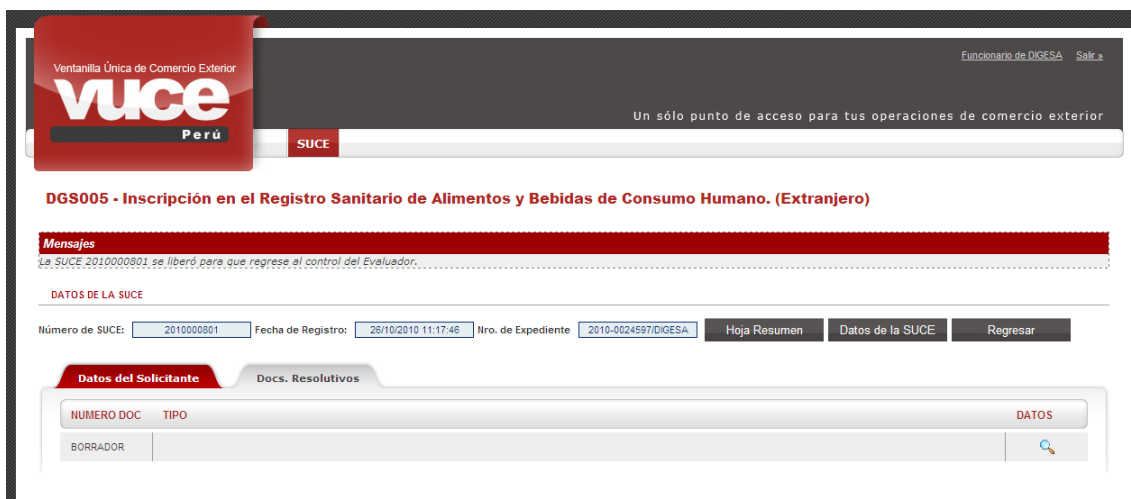 Ventanilla Única de Comercio Exterior
vuce
Perú
Funcionario de DIGESA Salir »
Un sólo punto de acceso para tus operaciones de comercio exterior
SUCE
DGS005 - Inscripción en el Registro Sanitario de Alimentos y Bebidas de Consumo Humano. (Extranjero)
Mensajes
La SUCE 2010000801 se liberó para que regrese al control del Evaluador.
DATOS DE LA SUCE
Número de SUCE: 2010000801 Fecha de Registro: 26/10/2010 11:17:46 Nro. de Expediente 2010-0024597/DIGESA Hoja Resumen Datos de la SUCE Regresar
Datos del Solicitante Docs. Resolutivos
NUMERO DOC TIPO DATOS
BORRADOR